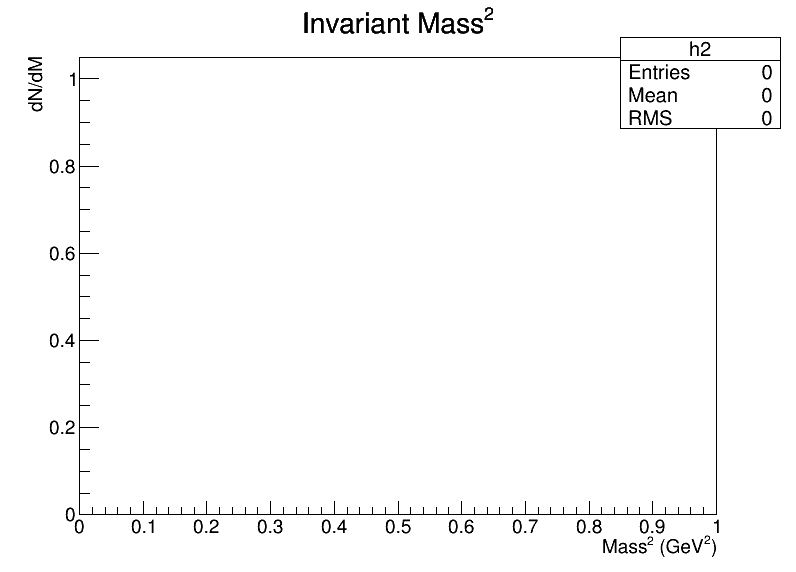 Invariant Mass²
h2
Entries 0
Mean 0
RMS 0
dN/dM
1
0.8
0.6
0.4
0.2
0
0 0.1 0.2 0.3 0.4 0.5 0.6 0.7 0.8 0.9 1
Mass² (GeV²)